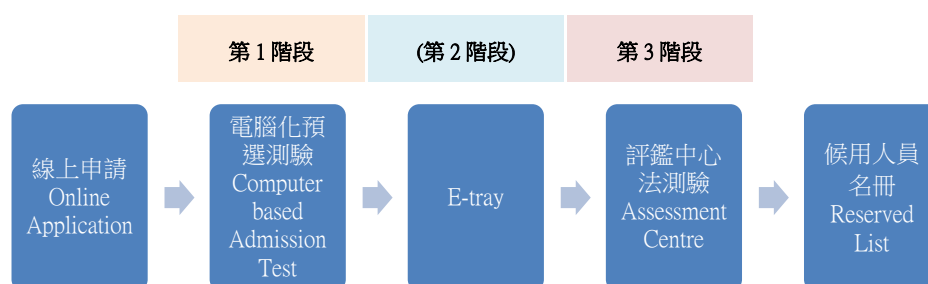 第 1 階段
(第 2 階段)
第 3 階段
線上申請
Online
Application
電腦化預
選測驗
Computer
based
Admission
Test
E-tray
評鑑中心
法測驗
Assessment
Centre
候用人員
名冊
Reserved
List